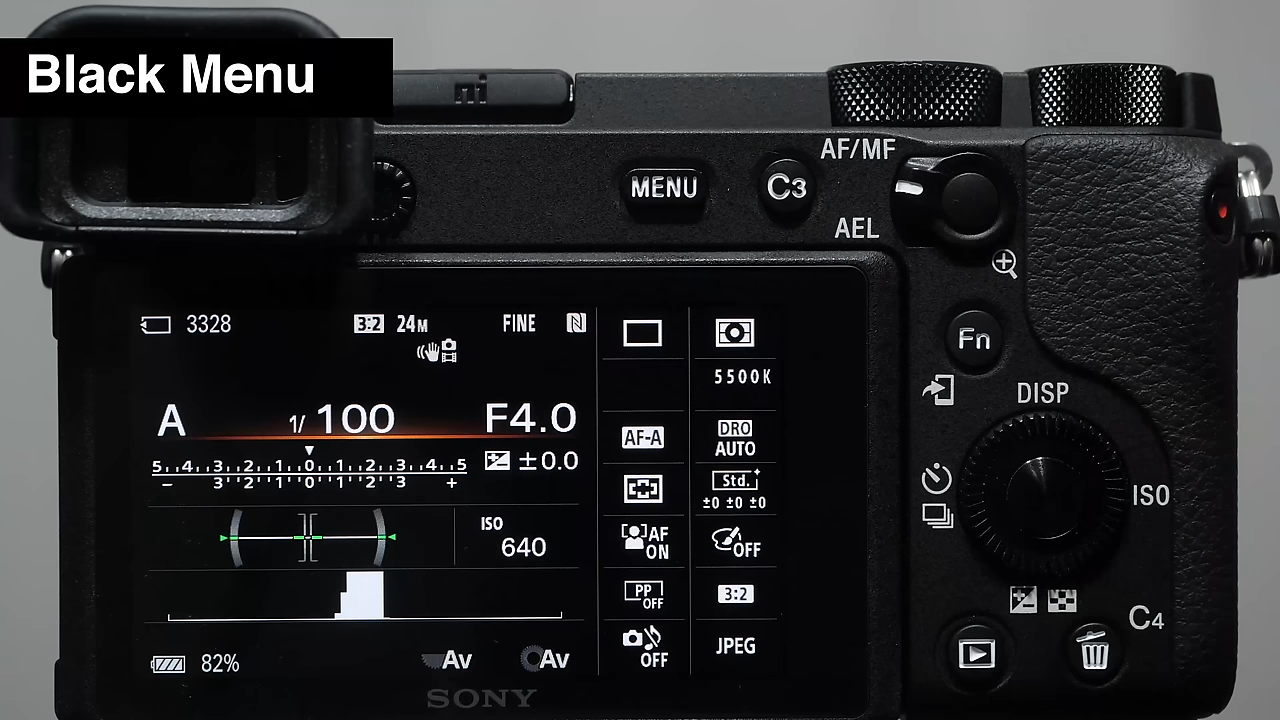 Black Menu
MENU
C3
AF/MF
AEL
3328
3:2
24M
FINE
N
5500K
A
1/100
F4.0
AF-A
DRO
AUTO
5 4 3 2 1 0 1 2 3 4 5
±0.0
- 3 2 1 0 1 2 3 +
Std.
±0 ±0 ±0
ISO
640
AF
ON
OFF
PP
OFF
3:2
82%
Av
Av
OFF
JPEG
SONY
Fn
DISP
ISO
C4